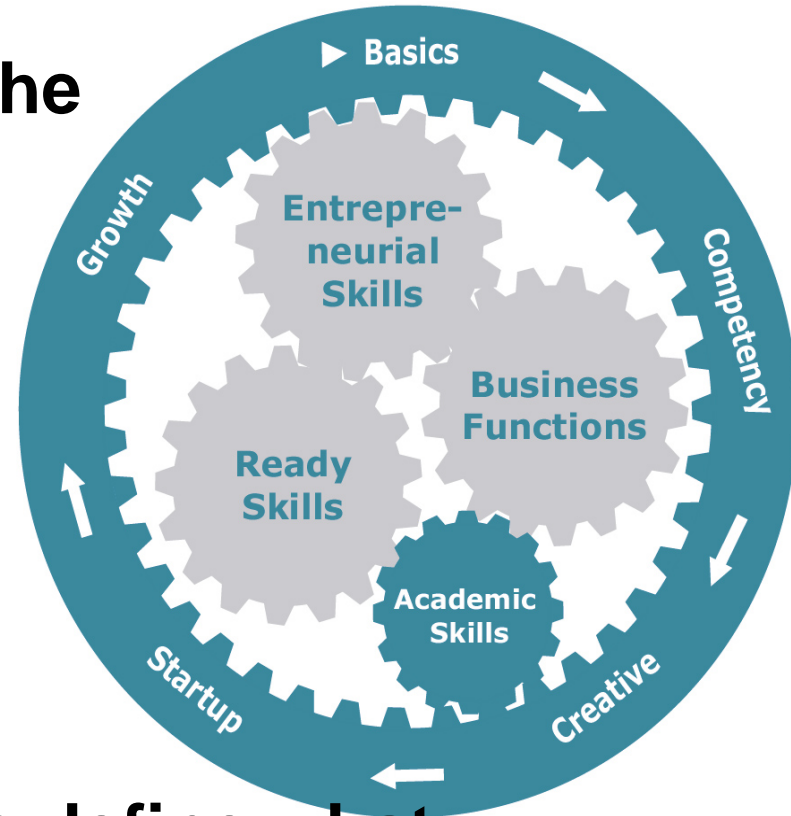 he
Basics
Growth
Competency
Entrepre-
neurial
Skills
Business
Functions
Ready
Skills
Academic
Skills
Startup
Creative